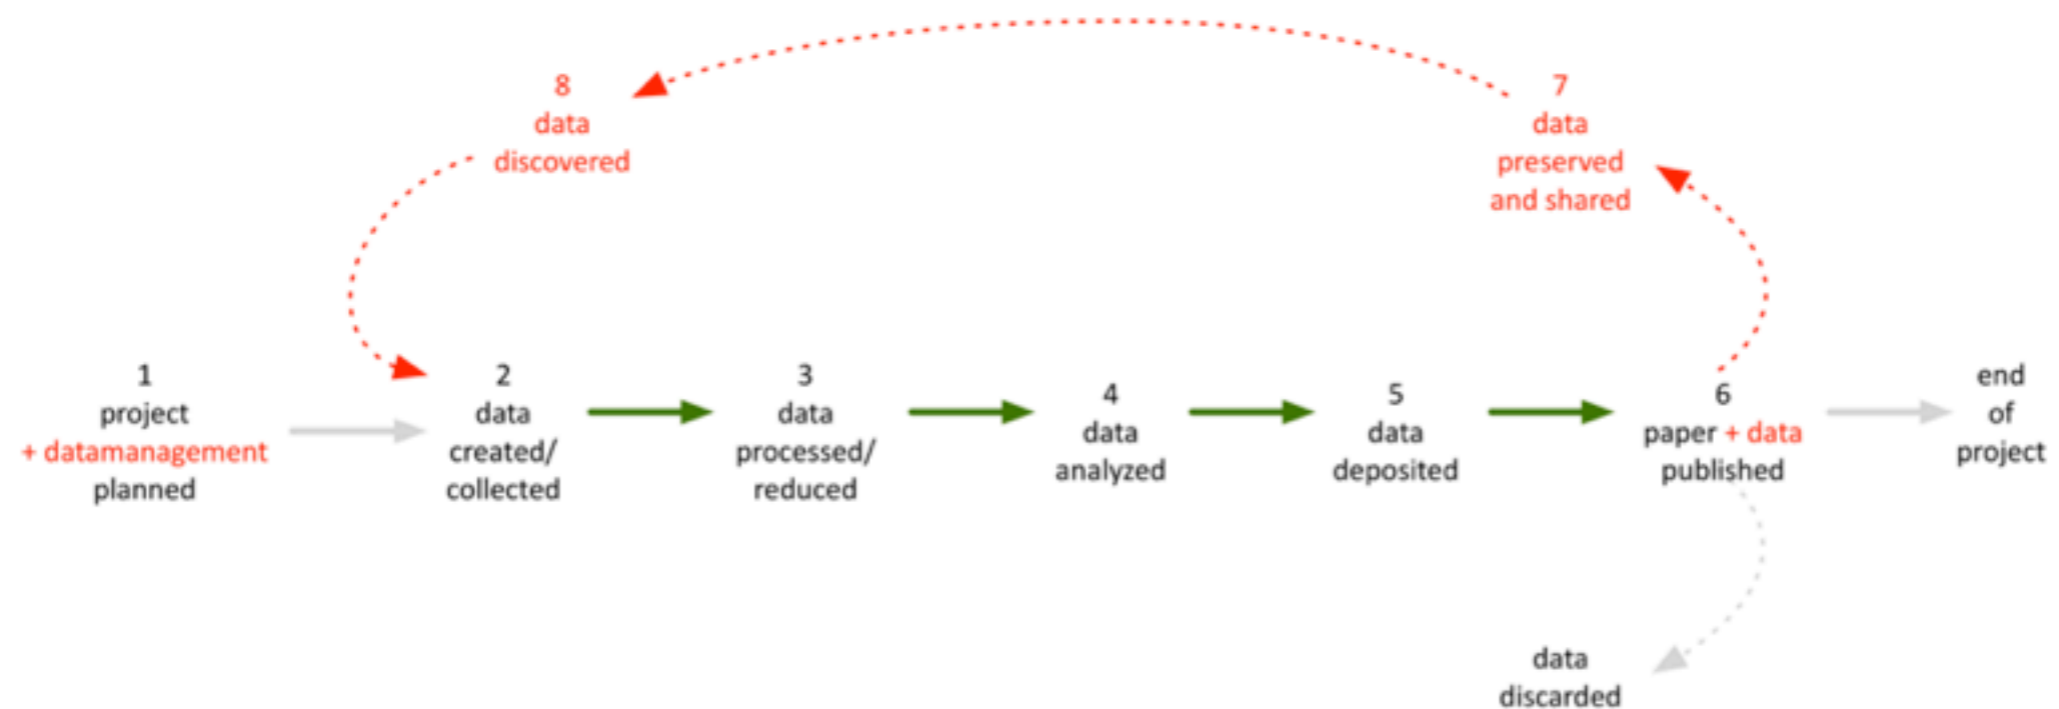 8
data
discovered
7
data
preserved
and shared
1
project
+ datamanagement
planned
2
data
created/
collected
3
data
processed/
reduced
4
data
analyzed
5
data
deposited
6
paper + data
published
end
of
project
data
discarded